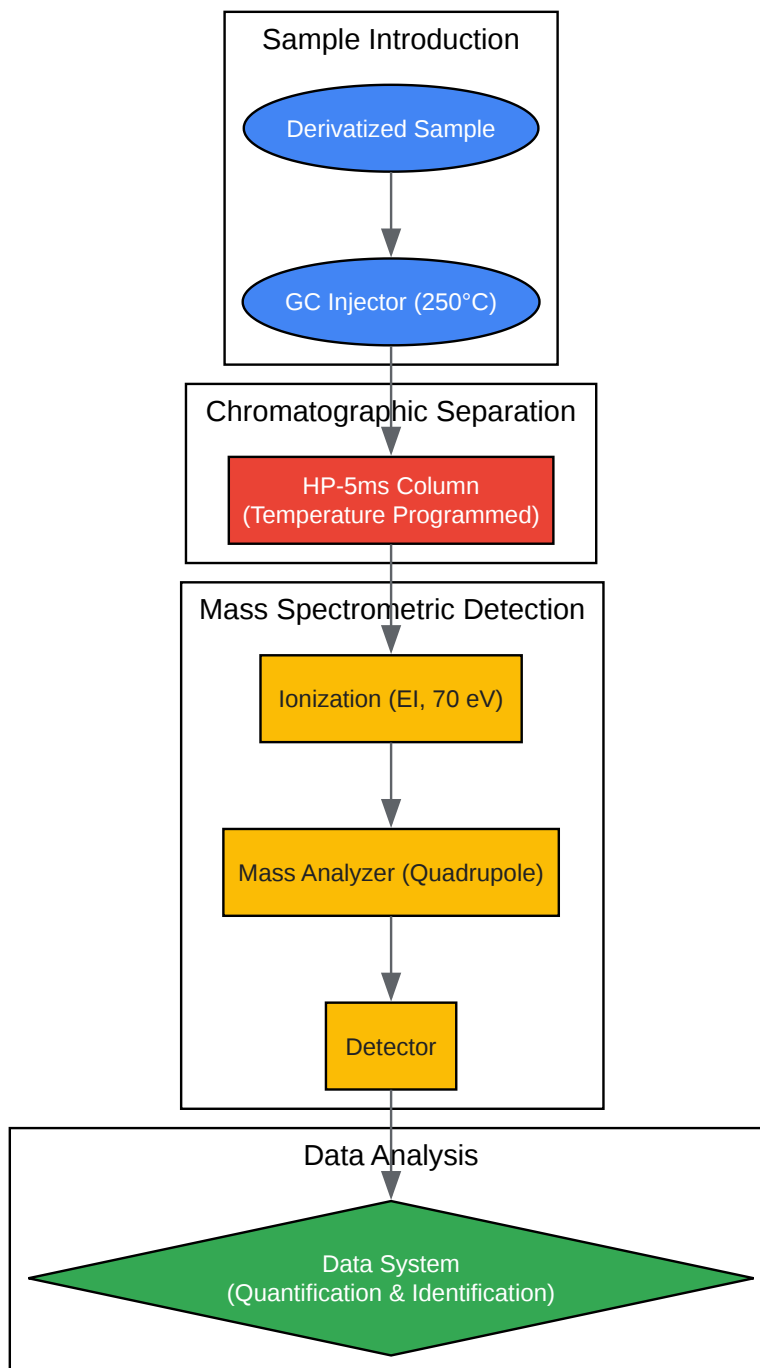 Sample Introduction
Derivatized Sample
GC Injector (250°C)
Chromatographic Separation
HP-5ms Column
(Temperature Programmed)
Mass Spectrometric Detection
Ionization (EI, 70 eV)
Mass Analyzer (Quadrupole)
Detector
Data Analysis
Data System
(Quantification & Identification)